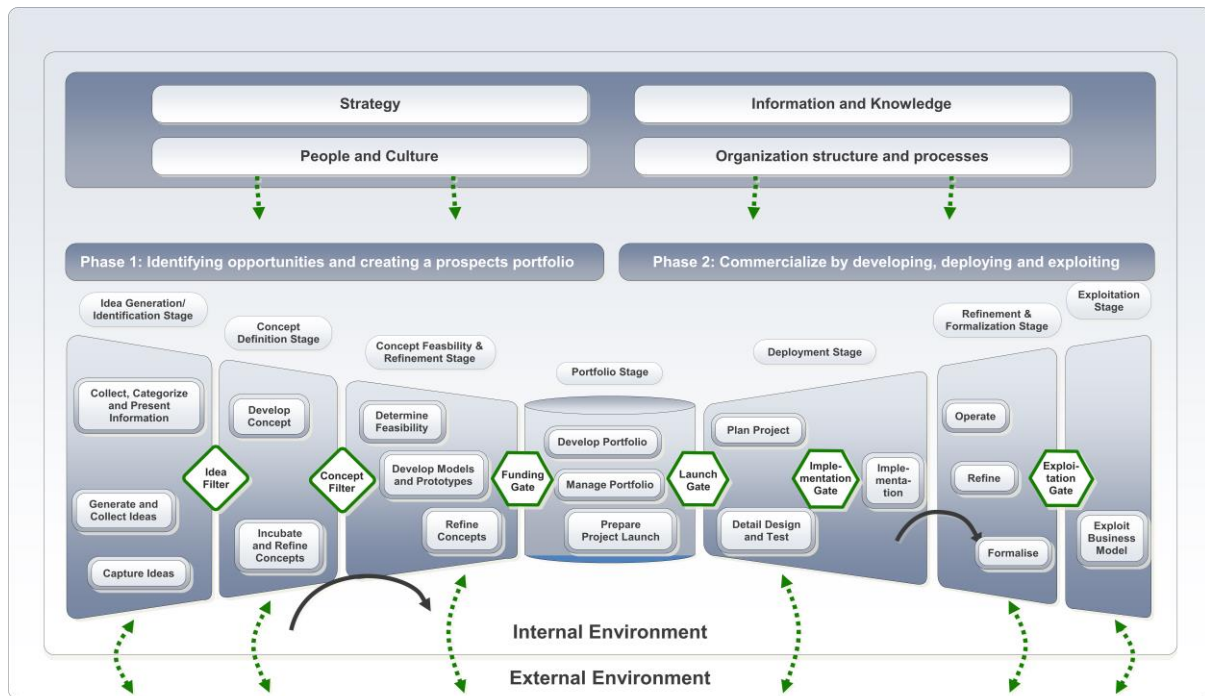 Strategy
Information and Knowledge
People and Culture
Organization structure and processes
Phase 1: Identifying opportunities and creating a prospects portfolio
Phase 2: Commercialize by developing, deploying and exploiting
Idea Generation/
Identification Stage
Collect, Categorize
and Present
Information
Generate and
Collect Ideas
Capture Ideas
Idea
Filter
Concept
Definition Stage
Develop
Concept
Incubate
and Refine
Concepts
Concept
Filter
Concept Feasbility &
Refinement Stage
Determine
Feasibility
Develop Models
and Prototypes
Refine
Concepts
Funding
Gate
Portfolio Stage
Develop Portfolio
Manage Portfolio
Prepare
Project Launch
Launch
Gate
Deployment Stage
Plan Project
Detail Design
and Test
Imple-
mentation
Gate
Imple-
menta-
tion
Refinement &
Formalization Stage
Operate
Refine
Formalise
Exploi-
tation
Gate
Exploitation
Stage
Exploit
Business
Model
Internal Environment
External Environment